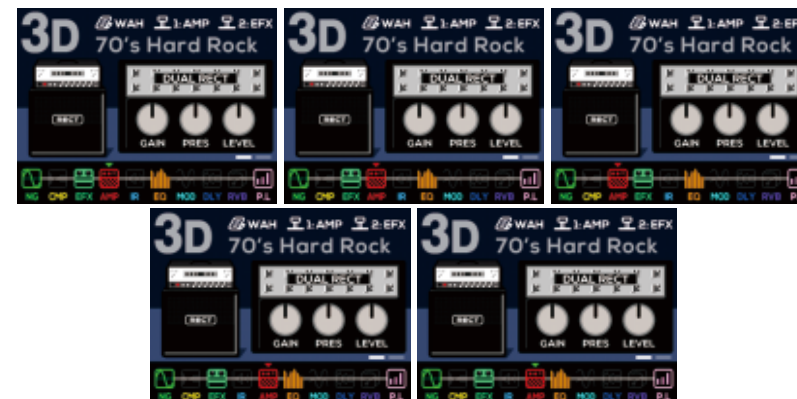 WAH 1:AMP 2:EFX
3D 70's Hard Rock
DUAL RECT
RECT
GAIN PRES LEVEL
NG CMP EFX AMP IR EQ MOD DLY RVB P.L
WAH 1:AMP 2:EFX
3D 70's Hard Rock
DUAL RECT
RECT
GAIN PRES LEVEL
NG CMP EFX AMP IR EQ MOD DLY RVB P.L
WAH 1:AMP 2:EF
3D 70's Hard Rock
DUAL RECT
RECT
GAIN PRES LEVEL
NG CMP EFX AMP IR EQ MOD DLY RVB P.L
WAH 1:AMP 2:EFX
3D 70's Hard Rock
DUAL RECT
RECT
GAIN PRES LEVEL
NG CMP EFX IR AMP EQ MOD DLY RVB P.L
WAH 1:AMP 2:EFX
3D 70's Hard Rock
DUAL RECT
RECT
GAIN PRES LEVEL
NG CMP EFX IR AMP EQ MOD DLY RVB P.L